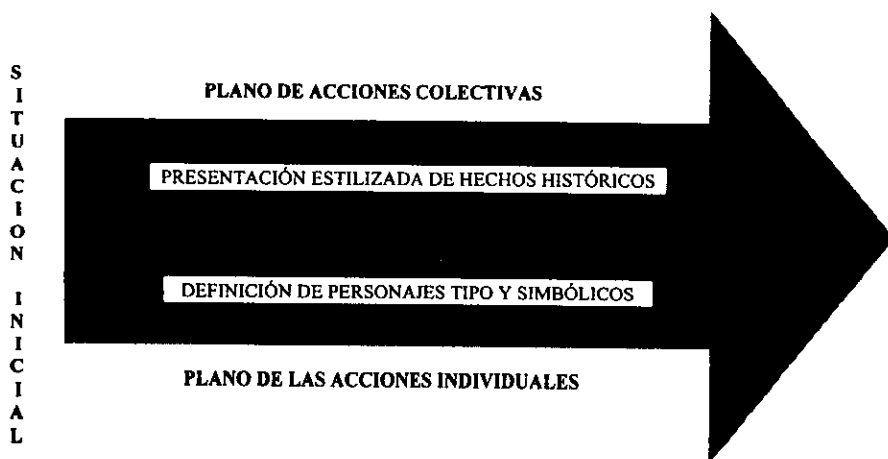 SITUACION INICIAL
PLANO DE ACCIONES COLECTIVAS
PRESENTACIÓN ESTILIZADA DE HECHOS HISTÓRICOS
DEFINICIÓN DE PERSONAJES TIPO Y SIMBÓLICOS
PLANO DE LAS ACCIONES INDIVIDUALES